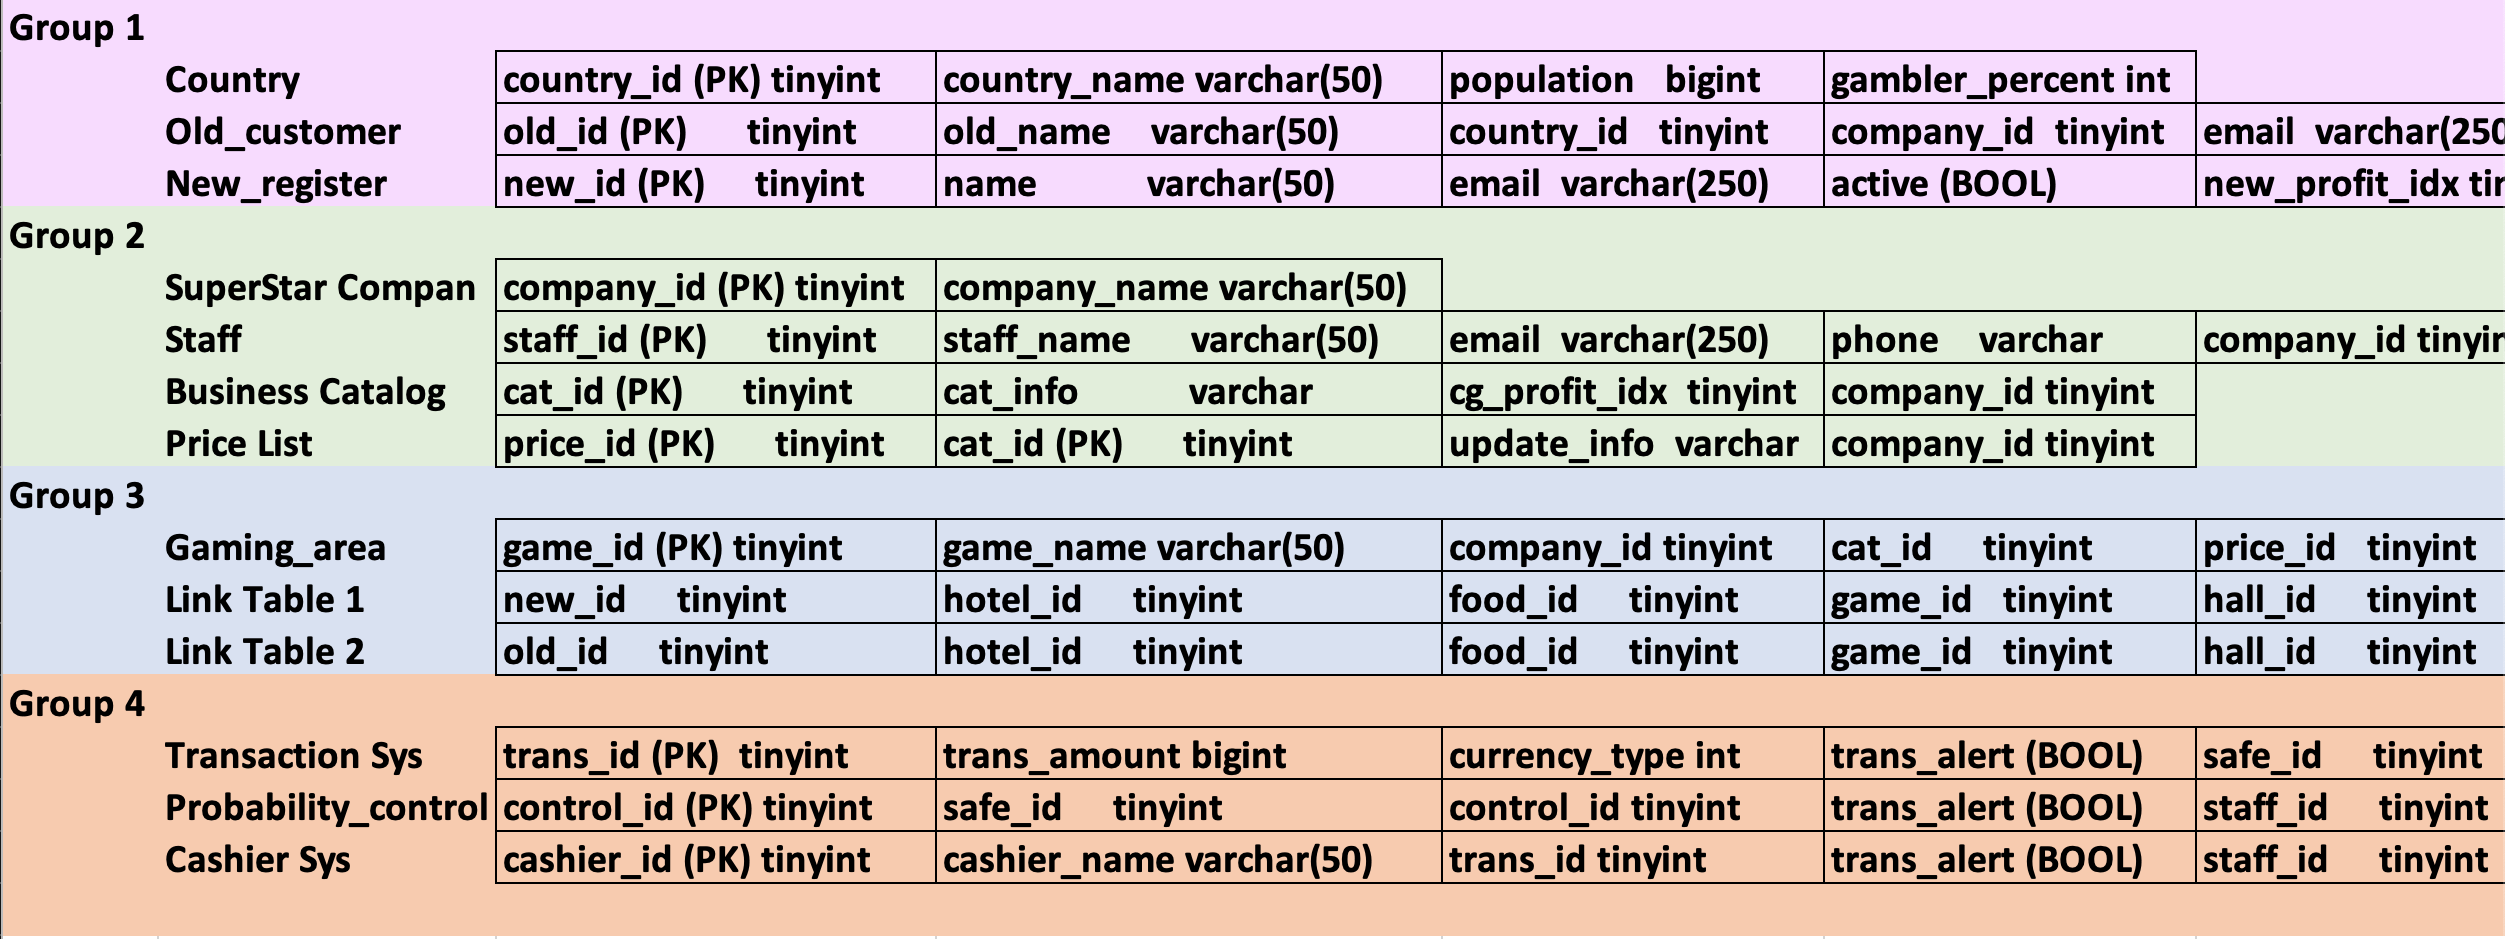 Group 1
Country country_id (PK) tinyint country_name varchar(50) population bigint gambler_percent int
Old_customer old_id (PK) tinyint old_name varchar(50) country_id tinyint company_id tinyint email varchar(250
New_register new_id (PK) tinyint name varchar(50) email varchar(250) active (BOOL) new_profit_idx
Group 2
SuperStar Compan company_id (PK) tinyint company_name varchar(50)
Staff staff_id (PK) tinyint staff_name varchar(50) email varchar(250) phone varchar company_id tinyin
Business Catalog cat_id (PK) tinyint cat_info varchar cg_profit_idx tinyint company_id tinyint
Price List price_id (PK) tinyint cat_id (PK) tinyint update_info varchar company_id tinyint
Group 3
Gaming_area game_id (PK) tinyint game_name varchar(50) company_id tinyint cat_id tinyint price_id tinyint
Link Table 1 new_id tinyint hotel_id tinyint food_id tinyint game_id tinyint hall_id tinyint
Link Table 2 old_id tinyint hotel_id tinyint food_id tinyint game_id tinyint hall_id tinyint
Group 4
Transaction Sys trans_id (PK) tinyint trans_amount bigint currency_type int trans_alert (BOOL) safe_id tinyint
Probability_control control_id (PK) tinyint safe_id tinyint control_id tinyint trans_alert (BOOL) staff_id tinyint
Cashier Sys cashier_id (PK) tinyint cashier_name varchar(50) trans_id tinyint trans_alert (BOOL) staff_id tinyint